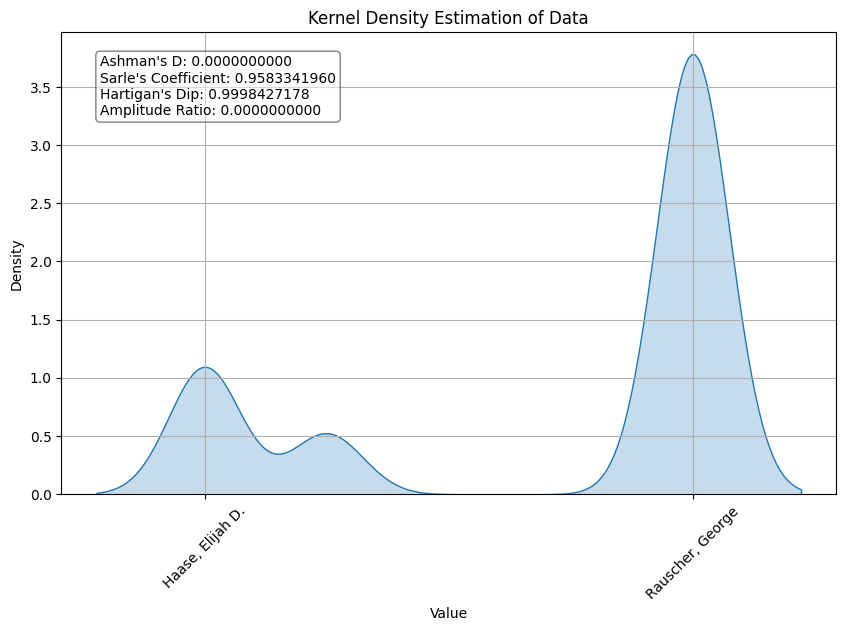 Kernel Density Estimation of Data
Ashman's D: 0.0000000000
Sarle's Coefficient: 0.9583341960
Hartigan's Dip: 0.9998427178
Amplitude Ratio: 0.0000000000
3.5
3.0
2.5
2.0
1.5
1.0
0.5
0.0
Density
Haase, Elijah D.
Rauscher, George
Value